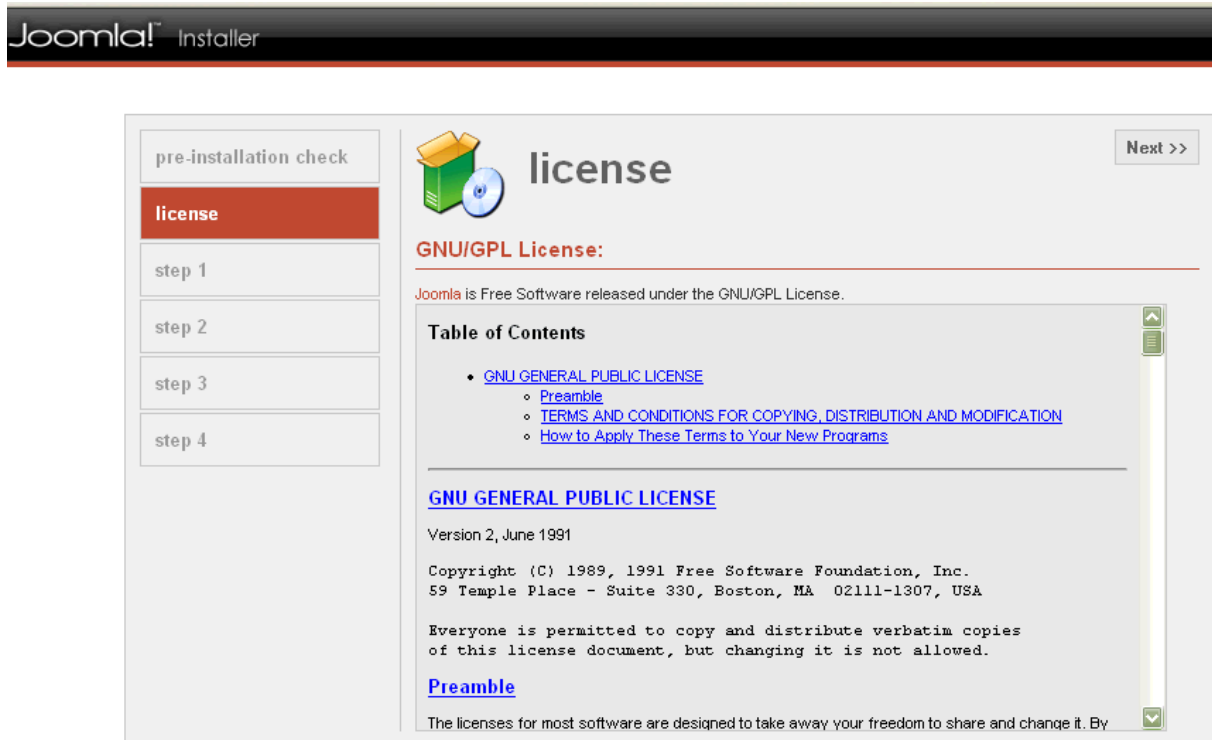 Joomla!™ Installer
pre-installation check
license
step 1
step 2
step 3
step 4
license
Next >>
GNU/GPL License:
Joomla is Free Software released under the GNU/GPL License.
Table of Contents
GNU GENERAL PUBLIC LICENSE
Preamble
TERMS AND CONDITIONS FOR COPYING, DISTRIBUTION AND MODIFICATION
How to Apply These Terms to Your New Programs
GNU GENERAL PUBLIC LICENSE
Version 2, June 1991
Copyright (C) 1989, 1991 Free Software Foundation, Inc.
59 Temple Place - Suite 330, Boston, MA  02111-1307, USA
Everyone is permitted to copy and distribute verbatim copies
of this license document, but changing it is not allowed.
Preamble
The licenses for most software are designed to take away your freedom to share and change it. By